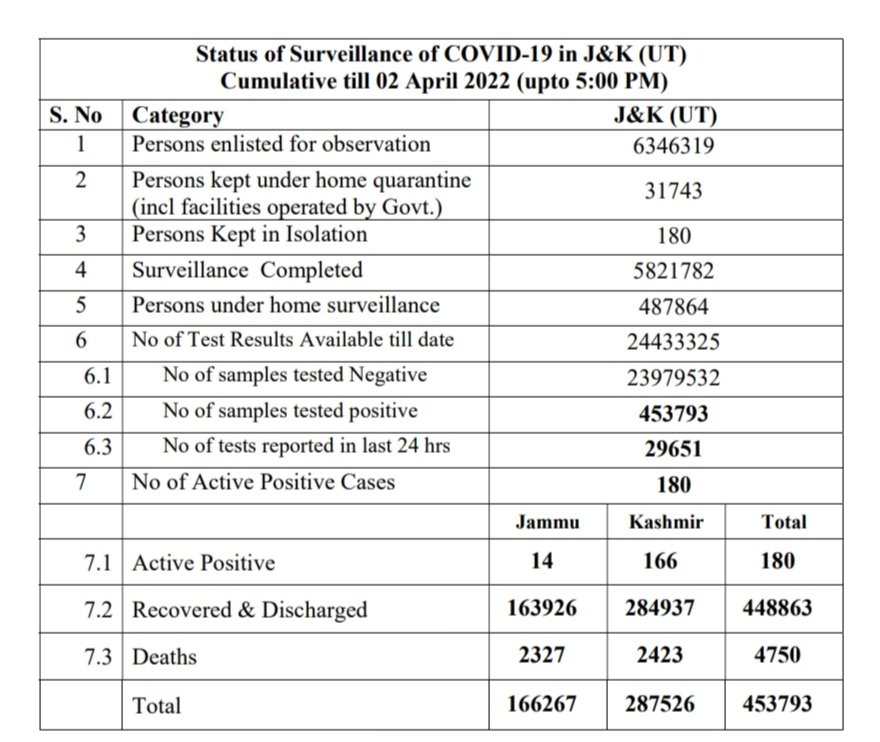 Status of Surveillance of COVID-19 in J&K (UT)
Cumulative till 02 April 2022 (upto 5:00 PM)
S. No Category J&K (UT)
1 Persons enlisted for observation 6346319
2 Persons kept under home quarantine
(incl facilities operated by Govt.) 31743
3 Persons Kept in Isolation 180
4 Surveillance Completed 5821782
5 Persons under home surveillance 487864
6 No of Test Results Available till date 24433325
6.1 No of samples tested Negative 23979532
6.2 No of samples tested positive 453793
6.3 No of tests reported in last 24 hrs 29651
7 No of Active Positive Cases 180
Jammu Kashmir Total
7.1 Active Positive 14 166 180
7.2 Recovered & Discharged 163926 284937 448863
7.3 Deaths 2327 2423 4750
Total 166267 287526 453793